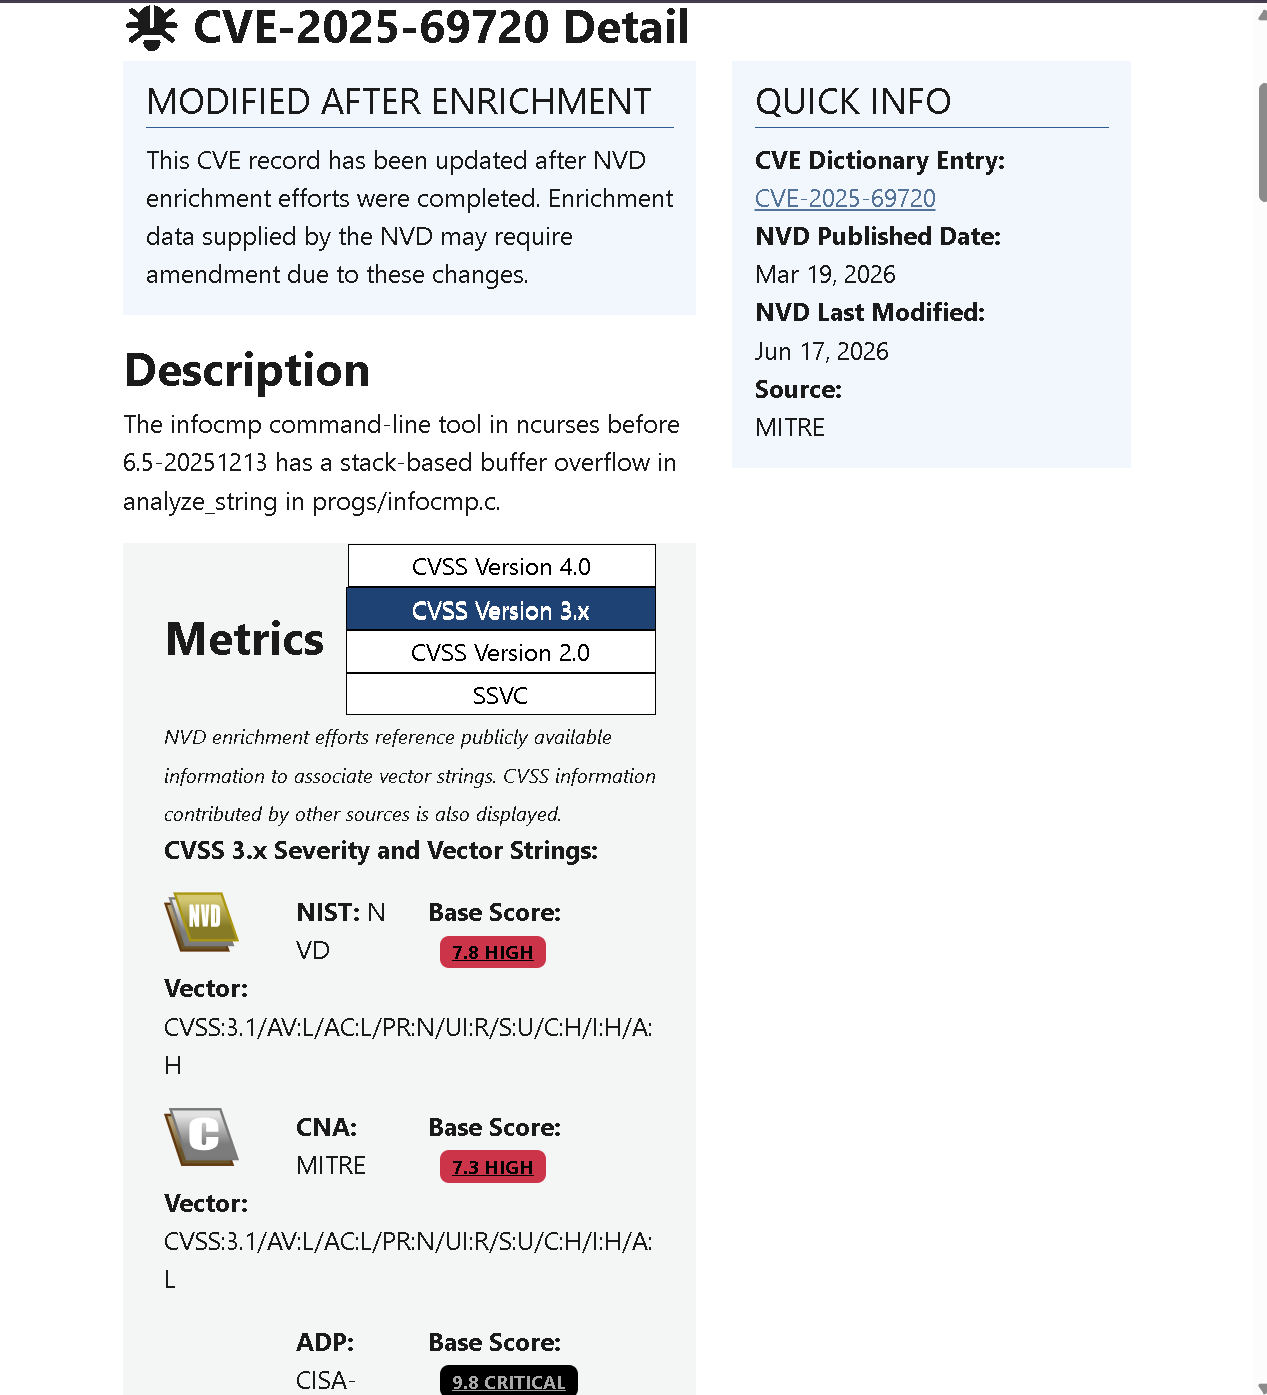 CVE-2025-69720 Detail
MODIFIED AFTER ENRICHMENT
This CVE record has been updated after NVD
enrichment efforts were completed. Enrichment
data supplied by the NVD may require
amendment due to these changes.
QUICK INFO
CVE Dictionary Entry:
CVE-2025-69720
NVD Published Date:
Mar 19, 2026
NVD Last Modified:
Jun 17, 2026
Source:
MITRE
Description
The infocmp command-line tool in ncurses before
6.5-20251213 has a stack-based buffer overflow in
analyze_string in progs/infocmp.c.
Metrics
CVSS Version 4.0
CVSS Version 3.x
CVSS Version 2.0
SSVC
NVD enrichment efforts reference publicly available
information to associate vector strings. CVSS information
contributed by other sources is also displayed.
CVSS 3.x Severity and Vector Strings:
NVD
NIST: N
VD
Base Score:
7.8 HIGH
Vector:
CVSS:3.1/AV:L/AC:L/PR:N/UI:R/S:U/C:H/I:H/A:
H
C
CNA:
MITRE
Base Score:
7.3 HIGH
Vector:
CVSS:3.1/AV:L/AC:L/PR:N/UI:R/S:U/C:H/I:H/A:
L
ADP:
CISA-
Base Score:
9.8 CRITICAL